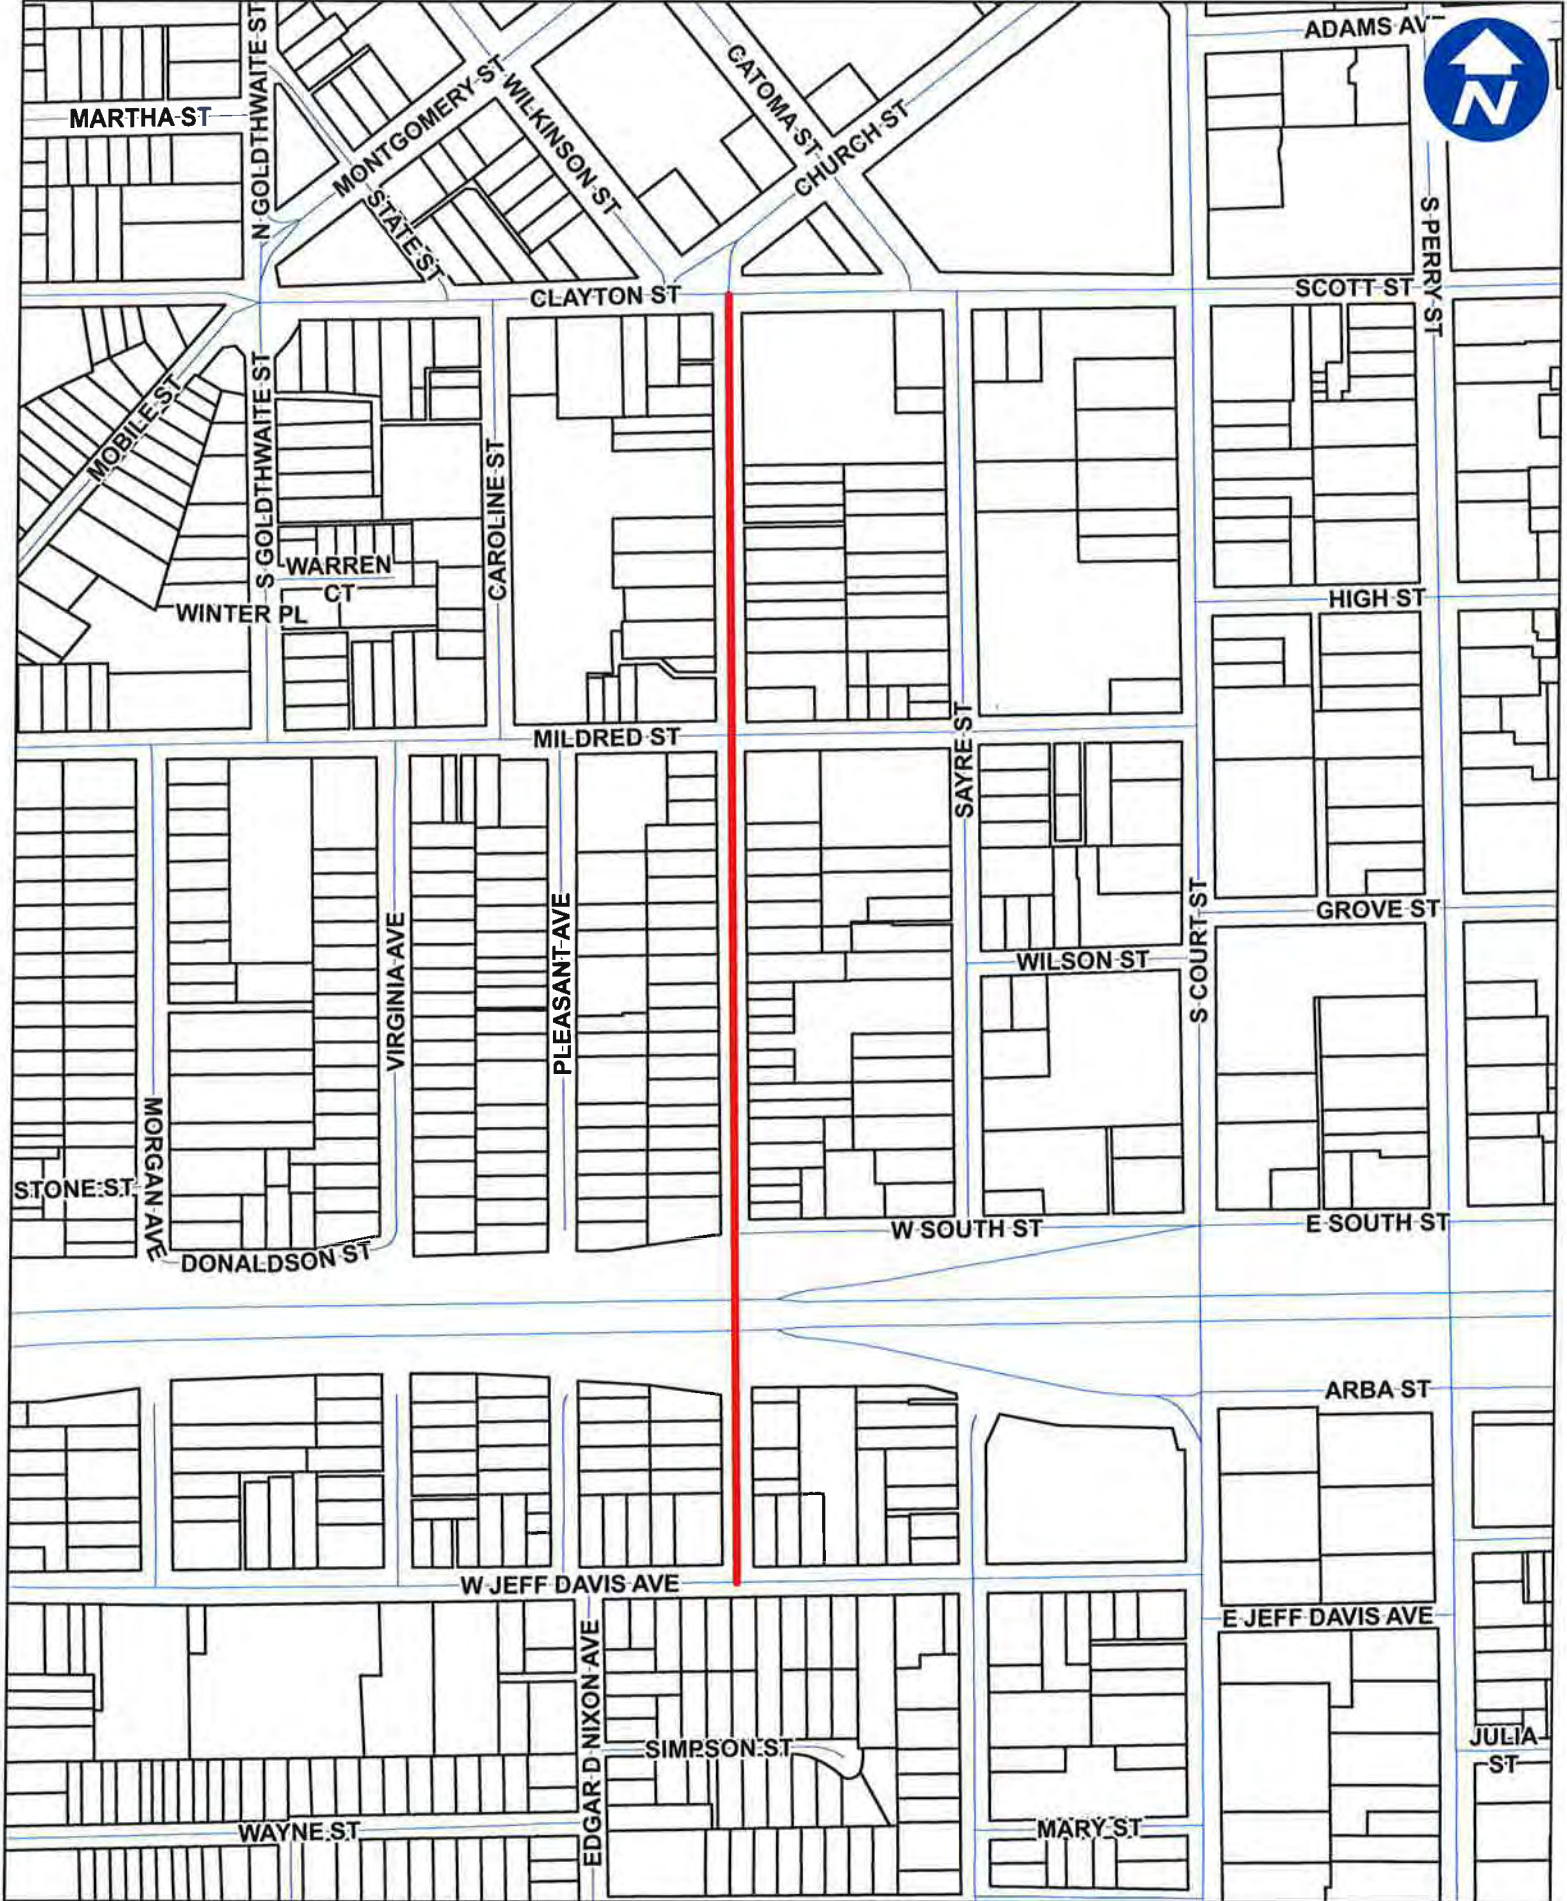 ADAMS AV
N
MARTHA ST
N GOLDTHWAITE ST
MONTGOMERY ST
WILKINSON ST
CATOMA ST
CHURCH ST
STATE ST
S PERRY ST
CLAYTON ST
SCOTT ST
MOBILE ST
S GOLDTHWAITE ST
CAROLINE ST
WARREN
CT
WINTER PL
HIGH ST
MILDRED ST
SAYRE ST
VIRGINIA AVE
PLEASANT AVE
GROVE ST
WILSON ST
S COURT ST
MORGAN AVE
STONE ST
DONALDSON ST
W SOUTH ST
E SOUTH ST
ARBA ST
W JEFF DAVIS AVE
E JEFF DAVIS AVE
EDGAR D NIXON AVE
SIMPSON ST
JULIA
ST
WAYNE ST
MARY ST